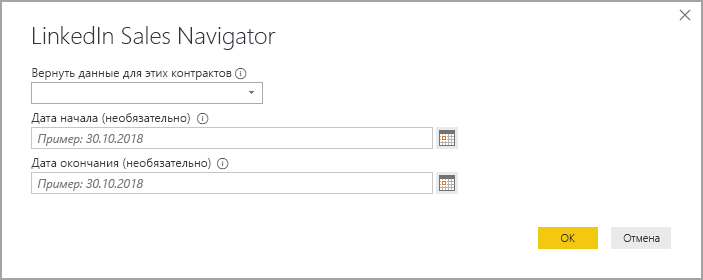 LinkedIn Sales Navigator
Вернуть данные для этих контрактов
Дата начала (необязательно)
Пример: 30.10.2018
Дата окончания (необязательно)
Пример: 30.10.2018
ОК
Отмена